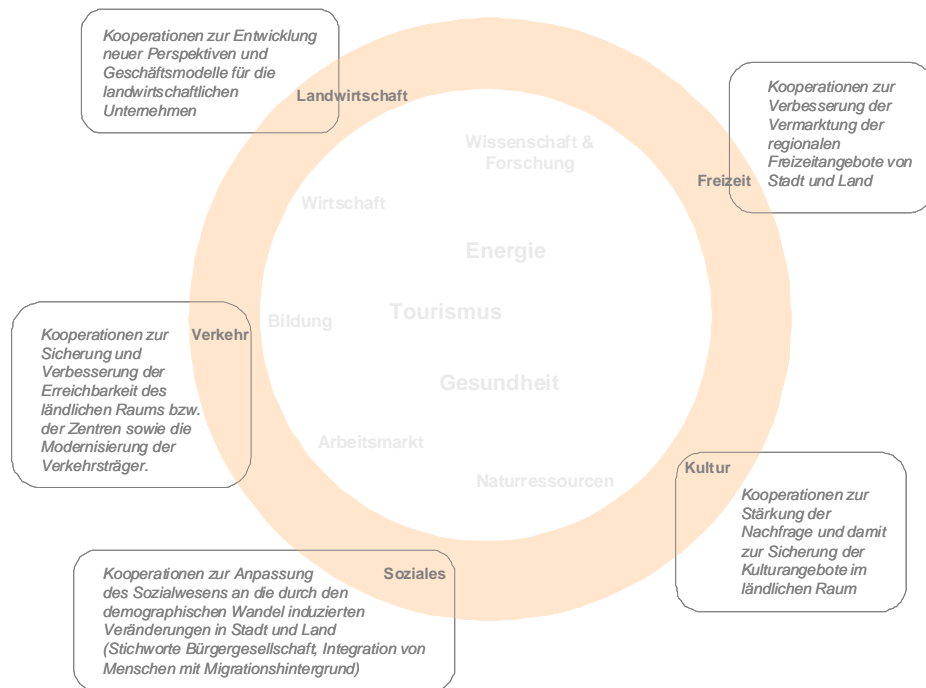 Kooperationen zur Entwicklung
neuer Perspektiven und
Geschäftsmodelle für die
landwirtschaftlichen
Unternehmen
Landwirtschaft
Kooperationen zur
Verbesserung der
Vermarktung der
regionalen
Freizeitangebote von
Stadt und Land
Freizeit
Wissenschaft &
Forschung
Wirtschaft
Energie
Tourismus
Bildung
Gesundheit
Arbeitsmarkt
Naturressourcen
Verkehr
Kooperationen zur
Sicherung und
Verbesserung der
Erreichbarkeit des
ländlichen Raums bzw.
der Zentren sowie die
Modernisierung der
Verkehrsträger.
Kultur
Kooperationen zur
Stärkung der
Nachfrage und damit
zur Sicherung der
Kulturangebote im
ländlichen Raum
Soziales
Kooperationen zur Anpassung
des Sozialwesens an die durch den
demographischen Wandel induzierten
Veränderungen in Stadt und Land
(Stichworte Bürgergesellschaft, Integration von
Menschen mit Migrationshintergrund)